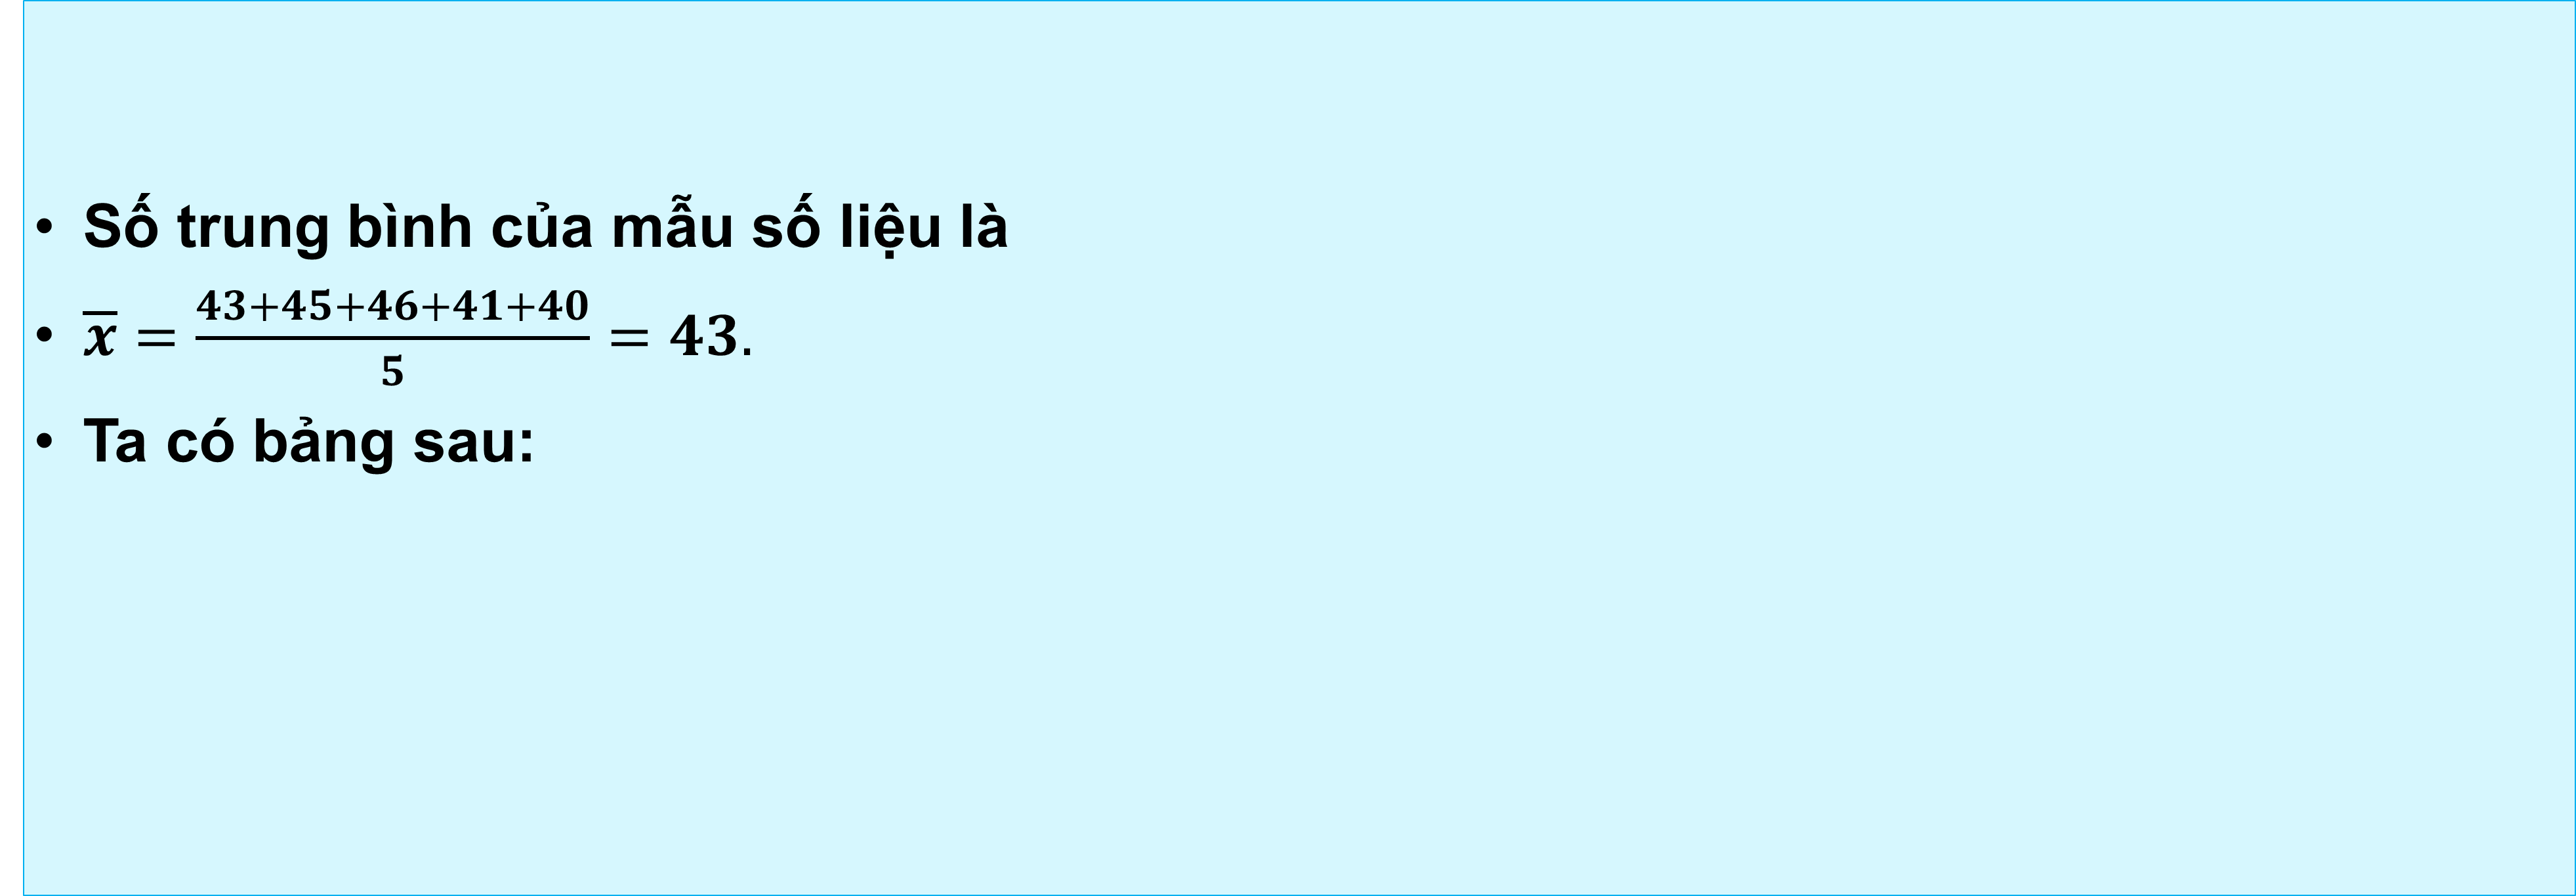 • Số trung bình của mẫu số liệu là
• x̅ = (43+45+46+41+40)/5 = 43.
• Ta có bảng sau: